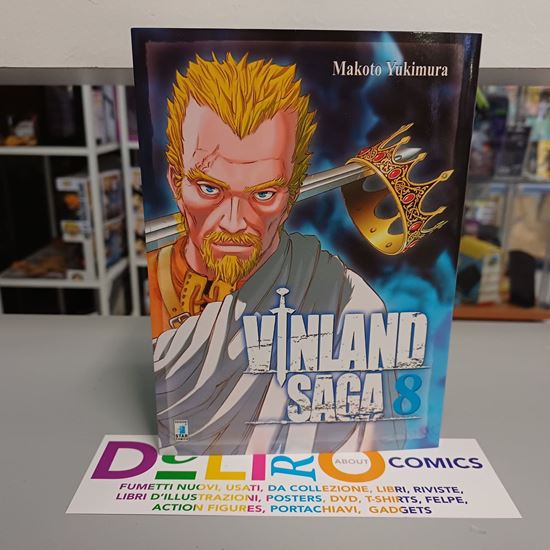 Makoto Yukimura
VINLAND
SAGA 8
STAR
DELIRO
ABOUT
COMICS
FUMETTI NUOVI, USATI, DA COLLEZIONE, LIBRI, RIVISTE,
LIBRI D'ILLUSTRAZIONI, POSTERS, DVD, T-SHIRTS, FELPE,
ACTION FIGURES, PORTACHIAVI, GADGETS